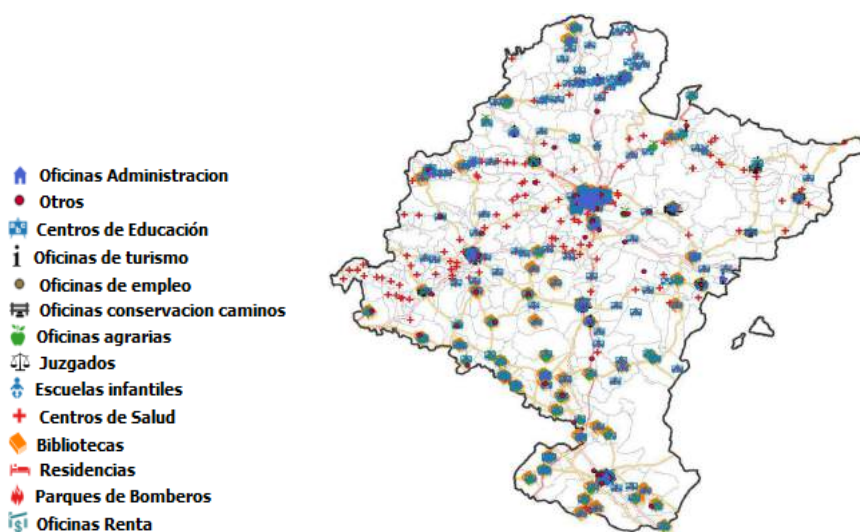 Oficinas Administracion
Otros
Centros de Educación
Oficinas de turismo
Oficinas de empleo
Oficinas conservacion caminos
Oficinas agrarias
Juzgados
Escuelas infantiles
Centros de Salud
Bibliotecas
Residencias
Parques de Bomberos
Oficinas Renta